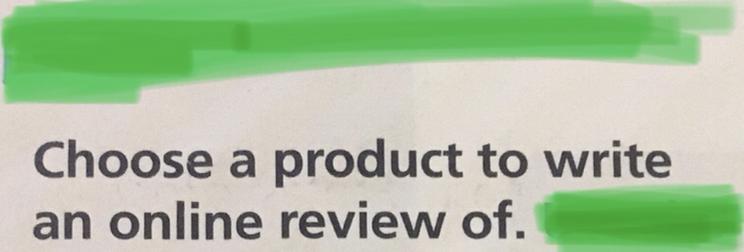 Choose a product to write
an online review of.